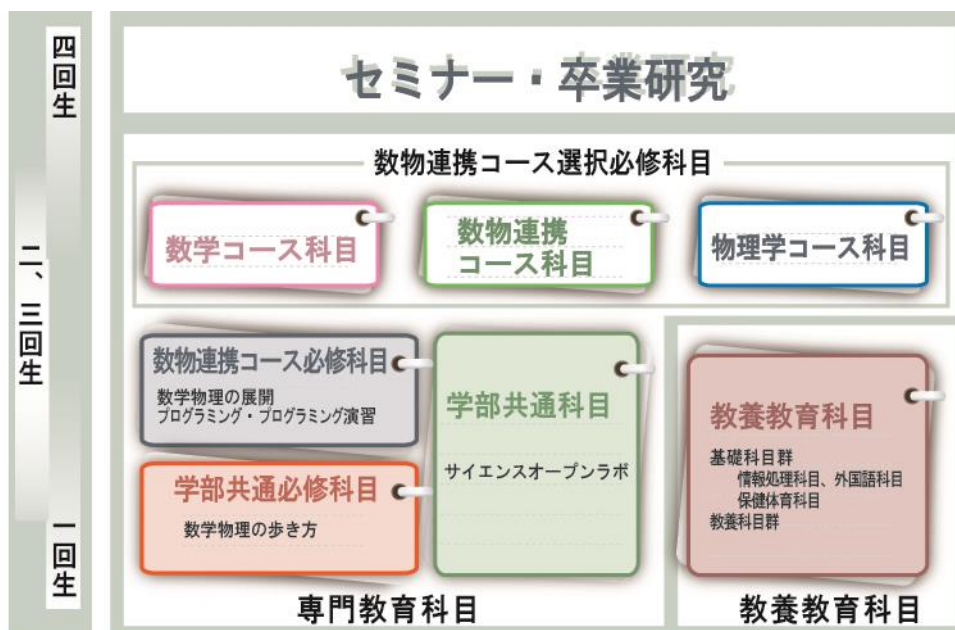 四回生
二、三回生
一回生
セミナー・卒業研究
数物連携コース選択必修科目
数学コース科目
数物連携
コース科目
物理学コース科目
数物連携コース必修科目
数学物理の展開
プログラミング・プログラミング演習
学部共通必修科目
数学物理の歩き方
学部共通科目
サイエンスオープンラボ
専門教育科目
教養教育科目
基礎科目群
情報処理科目、外国語科目
保健体育科目
教養科目群
教養教育科目